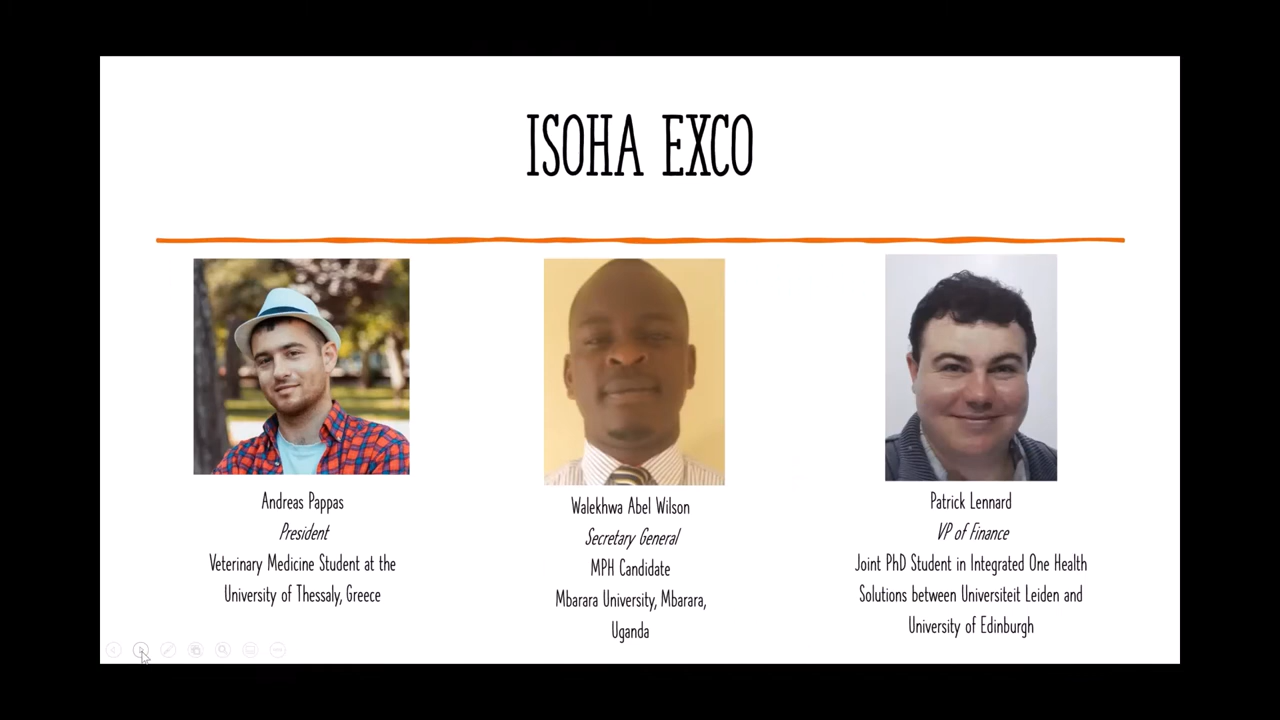 ISOHA EXCO
Andreas Pappas
President
Veterinary Medicine Student at the
University of Thessaly, Greece
Walekhwa Abel Wilson
Secretary General
MPH Candidate
Mbarara University, Mbarara,
Uganda
Patrick Lennard
VP of Finance
Joint PhD Student in Integrated One Health
Solutions between Universiteit Leiden and
University of Edinburgh